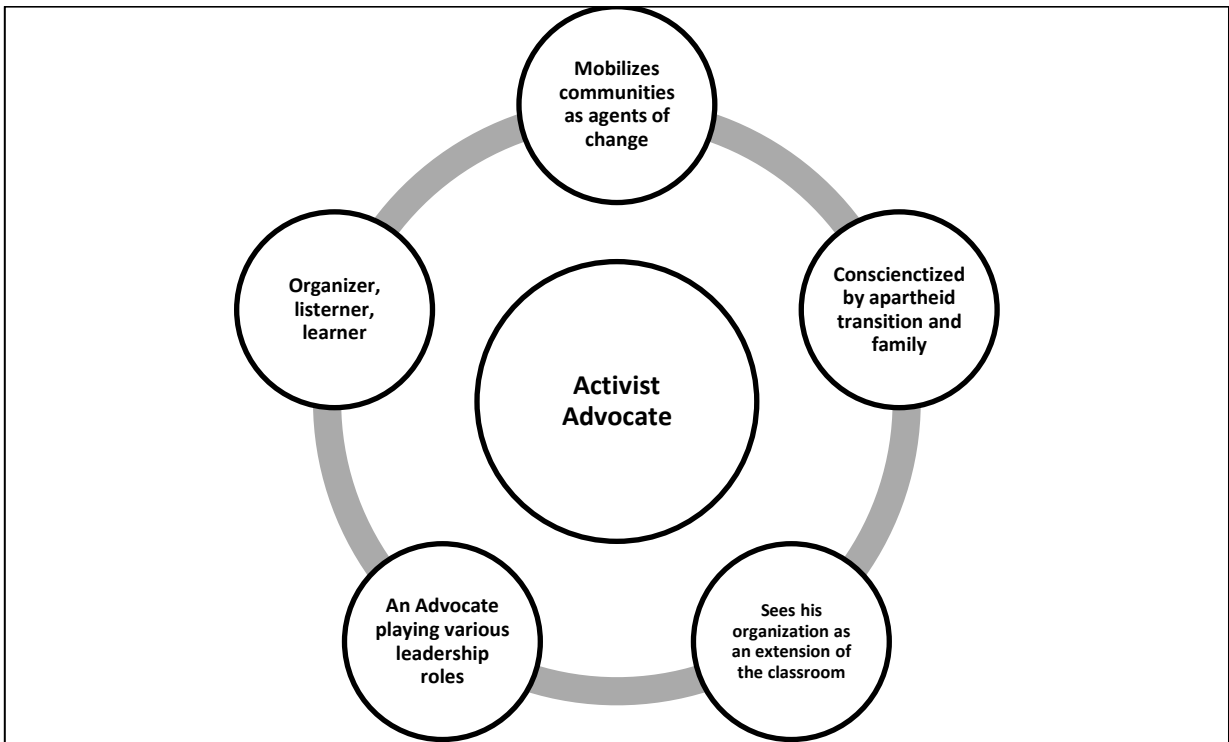 Mobilizes
communities
as agents of
change
Conscienctized
by apartheid
transition and
family
Sees his
organization as
an extension of
the classroom
An Advocate
playing various
leadership
roles
Organizer,
listerner,
learner
Activist
Advocate